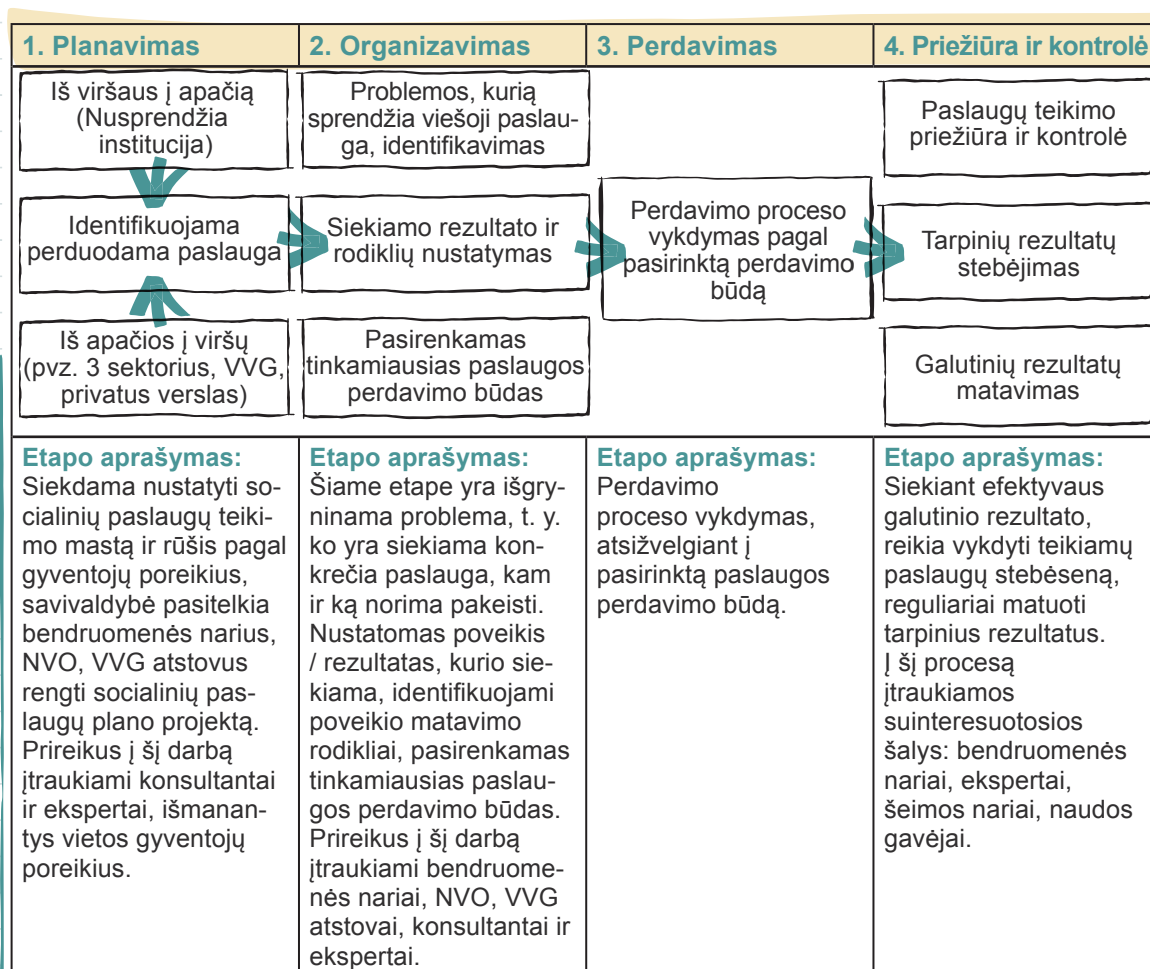 1. Planavimas
2. Organizavimas
3. Perdavimas
4. Priežiūra ir kontrolė
Iš viršaus į apačią
(Nusprendžia
institucija)
Identifikuojama
perduodama paslauga
Iš apačios į viršų
(pvz. 3 sektorius, VVG,
privatus verslas)
Problemos, kurią
sprendžia viešoji paslau-
ga, identifikavimas
Siekiamo rezultato ir
rodiklių nustatymas
Pasirenkamas
tinkamiausias paslaugos
perdavimo būdas
Perdavimo proceso
vykdymas pagal
pasirinktą perdavimo
būdą
Paslaugų teikimo
priežiūra ir kontrolė
Tarpinių rezultatų
stebėjimas
Galutinių rezultatų
matavimas
Etapo aprašymas:
Siekdama nustatyti so-
cialinių paslaugų teiki-
mo mastą ir rūšis pagal
gyventojų poreikius,
savivaldybė pasitelkia
bendruomenės narius,
NVO, VVG atstovus
rengti socialinių pas-
laugų plano projektą.
Prireikus į šį darbą
įtraukiami konsultantai
ir ekspertai, išmanan-
tys vietos gyventojų
poreikius.
Etapo aprašymas:
Šiame etape yra išgry-
ninama problema, t. y.
ko yra siekiama kon-
krečia paslauga, kam
ir ką norima pakeisti.
Nustatomas poveikis
/ rezultatas, kurio sie-
kiama, identifikuojami
poveikio matavimo
rodikliai, pasirenkamas
tinkamiausias paslau-
gos perdavimo būdas.
Prireikus į šį darbą
įtraukiami bendruome-
nės nariai, NVO, VVG
atstovai, konsultantai ir
ekspertai.
Etapo aprašymas:
Perdavimo
proceso vykdymas,
atsižvelgiant į
pasirinktą paslaugos
perdavimo būdą.
Etapo aprašymas:
Siekiant efektyvaus
galutinio rezultato,
reikia vykdyti teikiamų
paslaugų stebėseną,
reguliariai matuoti
tarpinius rezultatus.
Į šį procesą
įtraukiamos
suinteresuotosios
šalys: bendruomenės
nariai, ekspertai,
šeimos nariai, naudos
gavėjai.